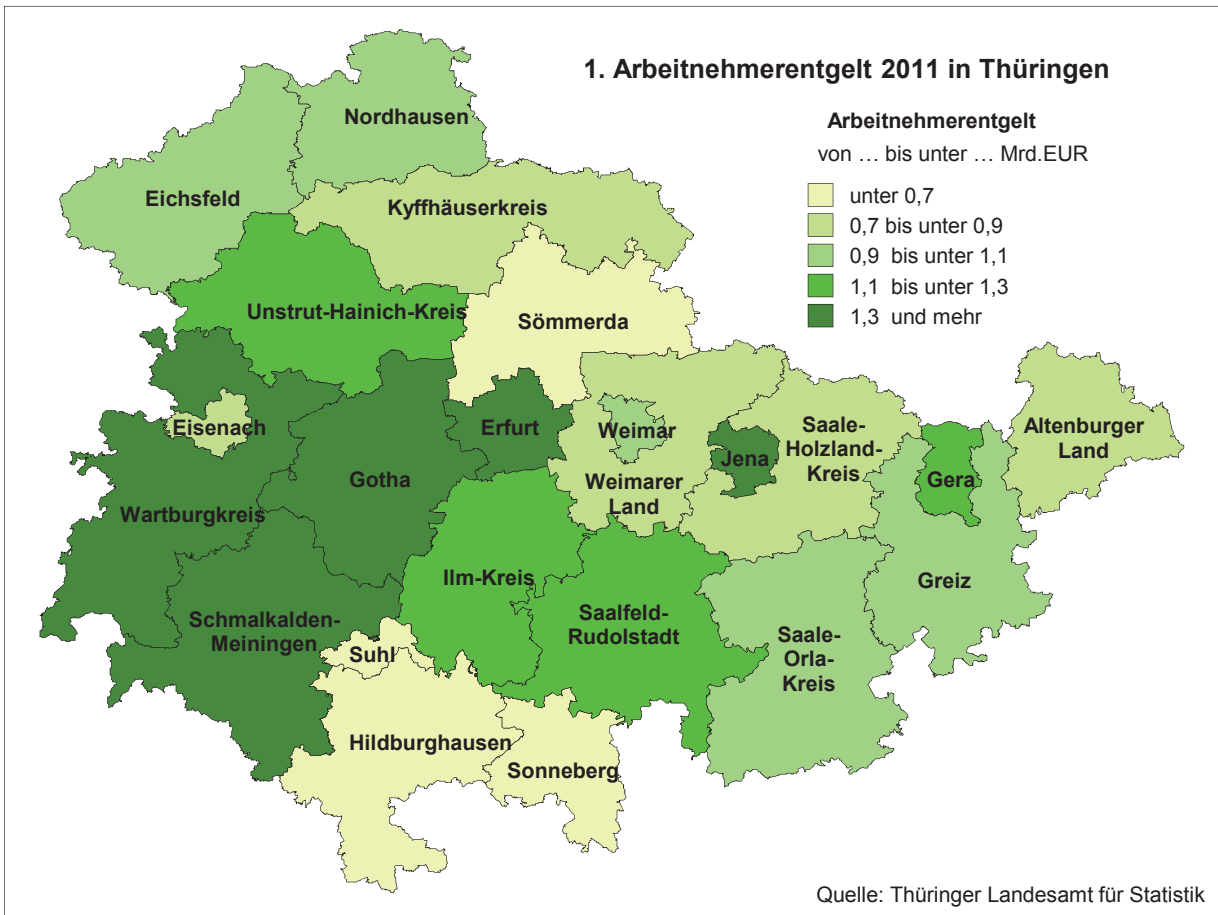 1. Arbeitnehmerentgelt 2011 in Thüringen
Arbeitnehmerentgelt
von … bis unter … Mrd.EUR
unter 0,7
0,7 bis unter 0,9
0,9 bis unter 1,1
1,1 bis unter 1,3
1,3 und mehr
Nordhausen
Eichsfeld
Kyffhäuserkreis
Unstrut-Hainich-Kreis
Sömmerda
Eisenach
Erfurt
Weimar
Saale-
Holzland-
Kreis
Altenburger
Land
Gotha
Jena
Gera
Weimarer
Land
Wartburgkreis
Ilm-Kreis
Greiz
Schmalkalden-
Meiningen
Saalfeld-
Rudolstadt
Suhl
Saale-
Orla-
Kreis
Hildburghausen
Sonneberg
Quelle: Thüringer Landesamt für Statistik